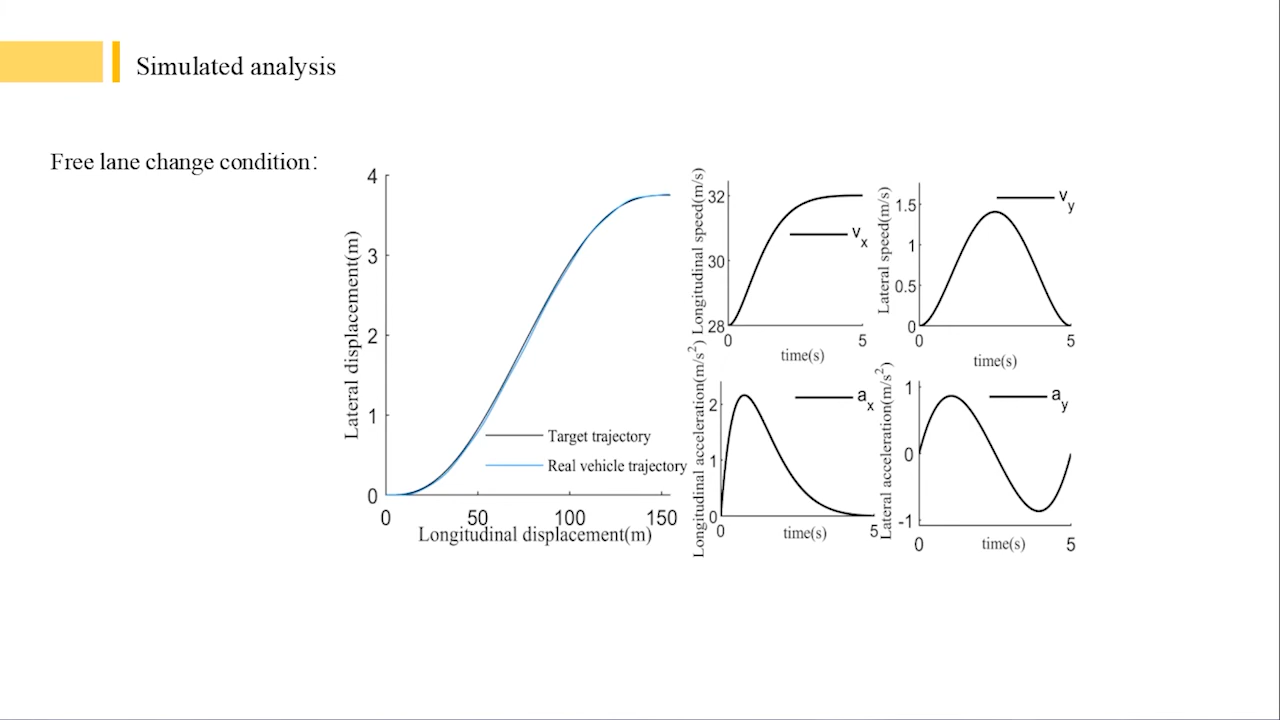 Simulated analysis
Free lane change condition:
4
3
2
1
0
Lateral displacement(m)
Target trajectory
Real vehicle trajectory
0 50 100 150
Longitudinal displacement(m)
32
30
28
Longitudinal speed(m/s)
vx
0 5
time(s)
1.5
1
0.5
0
Lateral speed(m/s)
vy
0 5
time(s)
2
1
0
Longitudinal acceleration(m/s2)
ax
0 5
time(s)
1
0
-1
Lateral acceleration(m/s2)
ay
0 5
time(s)